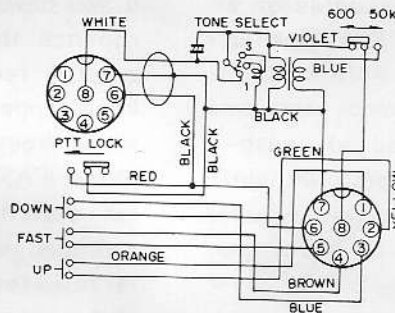 WHITE
TONE SELECT
600 50K
VIOLET
3
2
1
BLUE
1 7
2 8 6
3 4 5
BLACK
BLACK
BLACK
PTT LOCK
RED
GREEN
YELLOW
DOWN
FAST
UP
ORANGE
7 1
6 8 2
5 4 3
BROWN
BLUE